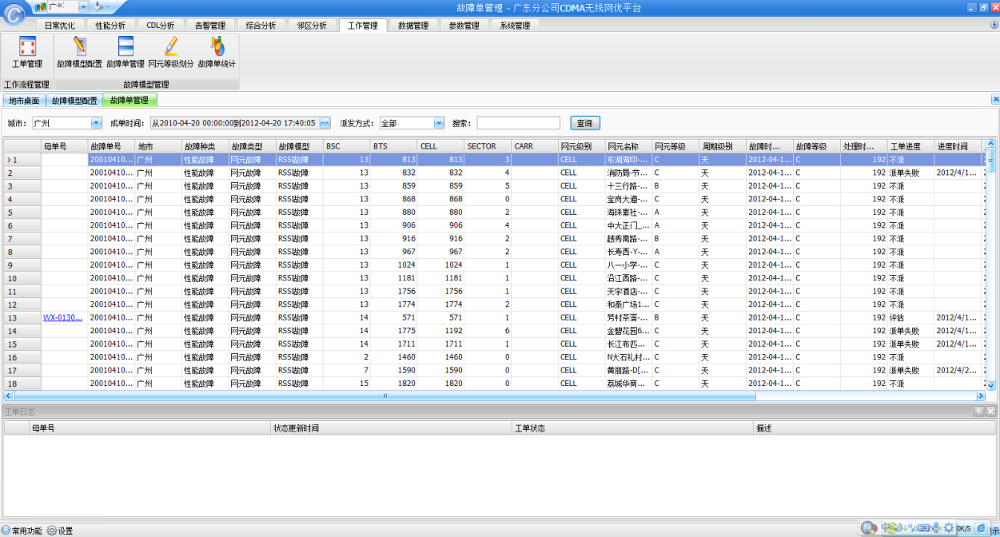 广州
故障单管理 - 广东分公司CDMA无线网优平台
日常优化 性能分析 CDL分析 告警管理 综合分析 邻区分析 工作管理 数据管理 参数管理 系统管理
工单管理 故障模型配置 故障单管理 网元等级划分 故障单统计
工作流程管理 故障模型管理
地市桌面 故障模型配置 故障单管理
城市: 广州 成单时间: 从2010-04-20 00:00:00到2012-04-20 17:40:05 派发方式: 全部 搜索: 查询
母单号 故障单号 地市 故障种类 故障类型 故障模型 BSC BTS CELL SECTOR CARR 网元级别 网元名称 网元等级 周期级别 故障时... 故障等级 处理时... 工单进度 进度时间
1 20010410... 广州 性能故障 网元故障 RSSI故障 13 813 813 3 CELL 东湖海印-... C 天 2012-04-1... C 192 不派
2 20010410... 广州 性能故障 网元故障 RSSI故障 13 832 832 4 CELL 消防局-节... C 天 2012-04-1... C 192 派单失败 2012/4/1...
3 20010410... 广州 性能故障 网元故障 RSSI故障 13 859 859 5 CELL 十三行路-... B 天 2012-04-1... C 192 不派
4 20010410... 广州 性能故障 网元故障 RSSI故障 13 868 868 0 CELL 宝岗大道-... C 天 2012-04-1... C 192 不派
5 20010410... 广州 性能故障 网元故障 RSSI故障 13 880 880 2 CELL 海珠素社-... A 天 2012-04-1... C 192 不派
6 20010410... 广州 性能故障 网元故障 RSSI故障 13 906 906 4 CELL 中大正门_... A 天 2012-04-1... C 192 不派
7 20010410... 广州 性能故障 网元故障 RSSI故障 13 916 916 2 CELL 越秀南路-... B 天 2012-04-1... C 192 不派
8 20010410... 广州 性能故障 网元故障 RSSI故障 13 967 967 2 CELL 长寿西-Y-... A 天 2012-04-1... C 192 不派
9 20010410... 广州 性能故障 网元故障 RSSI故障 13 1024 1024 1 CELL 八一小学-... C 天 2012-04-1... C 192 不派
10 20010410... 广州 性能故障 网元故障 RSSI故障 13 1181 1181 1 CELL 沿江西路-... C 天 2012-04-1... C 192 不派
11 20010410... 广州 性能故障 网元故障 RSSI故障 13 1756 1756 1 CELL 天字酒店-... C 天 2012-04-1... C 192 不派
12 20010410... 广州 性能故障 网元故障 RSSI故障 13 1774 1774 2 CELL 和泰广场1... C 天 2012-04-1... C 192 不派
13 WX-0130... 20010410... 广州 性能故障 网元故障 RSSI故障 14 571 571 1 CELL 芳村茶滘-... B 天 2012-04-1... C 192 评估 2012/4/1...
14 20010410... 广州 性能故障 网元故障 RSSI故障 14 1775 1192 6 CELL 金碧花园6... C 天 2012-04-1... C 192 派单失败 2012/4/1...
15 20010410... 广州 性能故障 网元故障 RSSI故障 14 1711 1711 1 CELL 长江布匹... C 天 2012-04-1... C 192 派单失败 2012/4/1...
16 20010410... 广州 性能故障 网元故障 RSSI故障 2 1460 1460 0 CELL N大石礼村... C 天 2012-04-1... C 192 不派
17 20010410... 广州 性能故障 网元故障 RSSI故障 7 1590 1590 0 CELL 黄丽路-D[... C 天 2012-04-1... C 192 派单失败 2012/4/2...
18 20010410... 广州 性能故障 网元故障 RSSI故障 15 1820 1820 0 CELL 荔城华商... C 天 2012-04-1... C 192 不派
工单日志
母单号 状态更新时间 工单状态 描述
常用功能 设置 0K/S